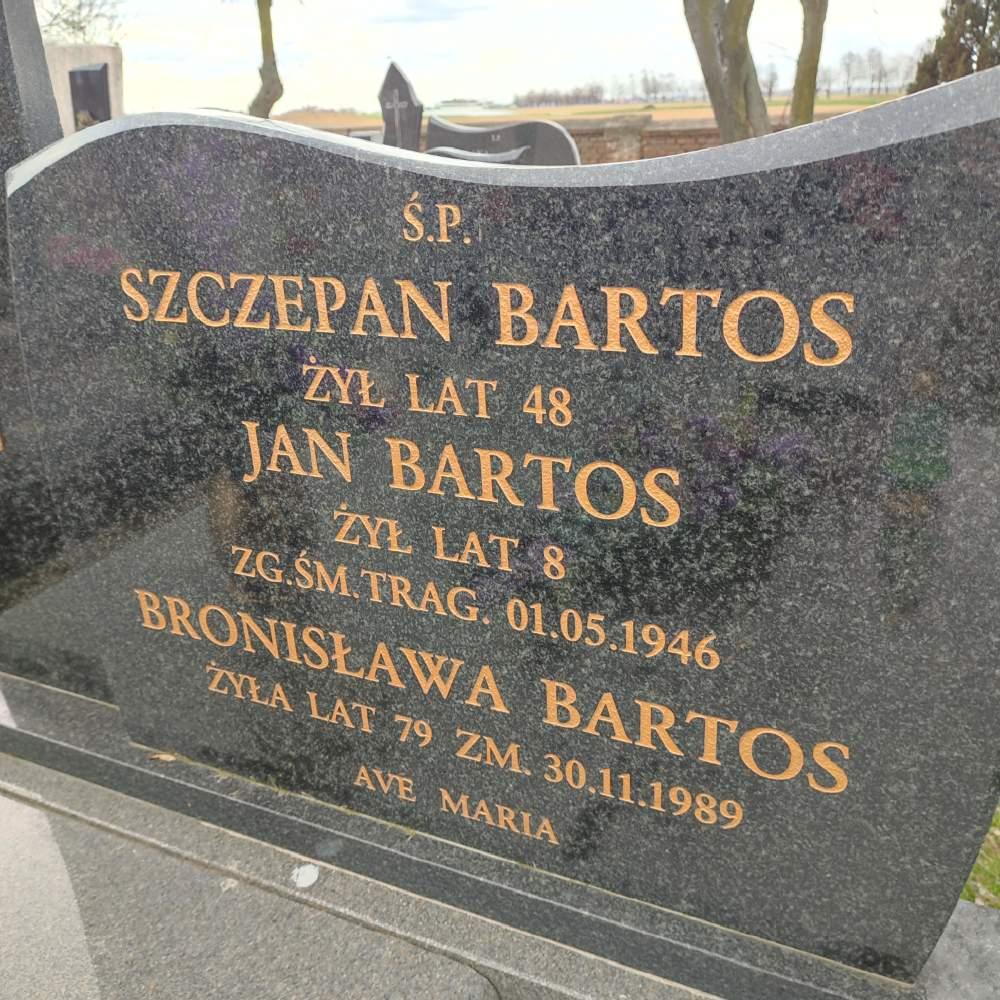 Ś.P.
SZCZEPAN BARTOS
ŻYŁ LAT 48
JAN BARTOS
ŻYŁ LAT 8
ZG.ŚM.TRAG. 01.05.1946
BRONISŁAWA BARTOS
ŻYŁA LAT 79 ZM. 30.11.1989
AVE MARIA